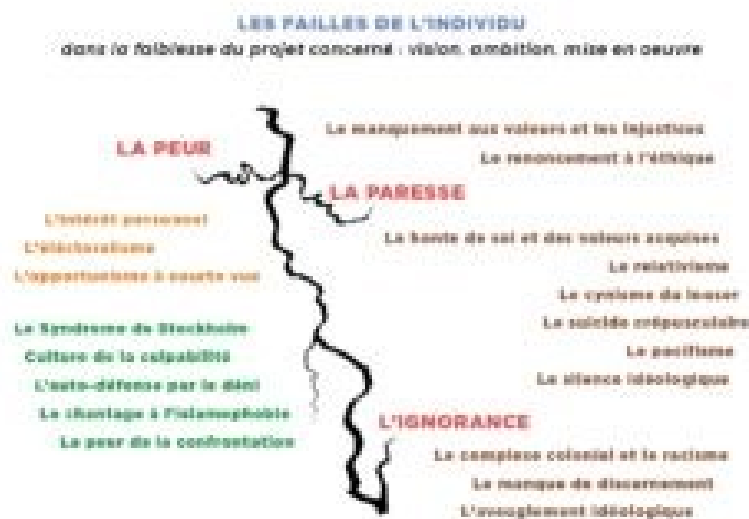 LES FAILLES DE L'INDIVIDU
dans la faiblesse du projet concerné : vision, ambition, mise en oeuvre
Le manquement aux valeurs et les injustices
LA PEUR
Le renoncement à l'éthique
LA PARESSE
L'intérêt personnel
L'électoralisme
L'opportunisme à courte vue
La honte de soi et des valeurs acquises
Le relativisme
Le cynisme du looser
Le suicide crépusculaire
Le pacifisme
Le silence idéologique
Le Syndrome de Stockholm
Culture de la culpabilité
L'auto-défense par le déni
Le chantage à l'islamophobie
La peur de la confrontation
L'IGNORANCE
Le complexe colonial et le racisme
Le manque de discernement
L'aveuglement idéologique